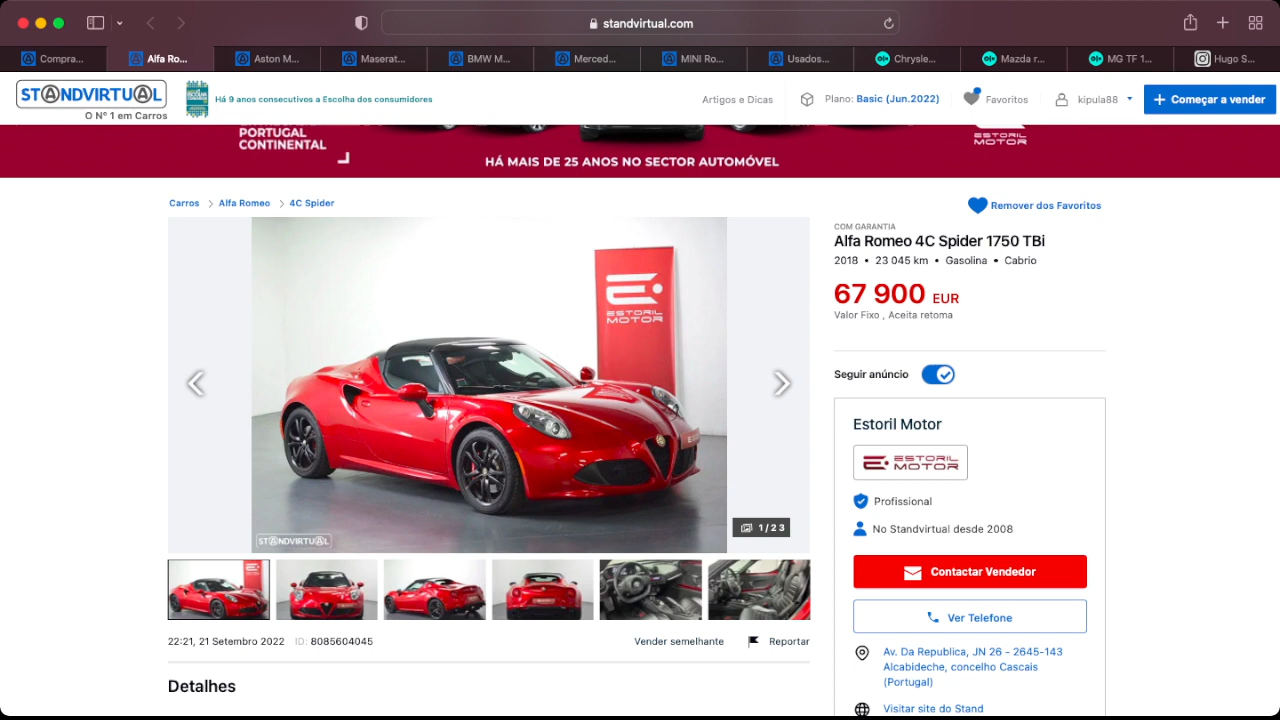 standvirtual.com
Compra...
Alfa Ro...
Aston M...
Maserat...
BMW M...
Merced...
MINI Ro...
Usados...
Chrysle...
Mazda r...
MG TF 1...
Hugo S...
STANDVIRTUAL
O Nº 1 em Carros
Há 9 anos consecutivos a Escolha dos consumidores
Artigos e Dicas
Plano: Basic (Jun.2022)
Favoritos
kipula88
Começar a vender
PORTUGAL
CONTINENTAL
HÁ MAIS DE 25 ANOS NO SECTOR AUTOMÓVEL
ESTORIL
MOTOR
Carros
Alfa Romeo
4C Spider
Remover dos Favoritos
ESTORIL
MOTOR
STANDVIRTUAL
1/23
COM GARANTIA
Alfa Romeo 4C Spider 1750 TBi
2018 • 23 045 km • Gasolina • Cabrio
67 900 EUR
Valor Fixo , Aceita retoma
Seguir anúncio
Estoril Motor
ESTORIL
MOTOR
Profissional
No Standvirtual desde 2008
Contactar Vendedor
Ver Telefone
Av. Da Republica, JN 26 - 2645-143
Alcabideche, concelho Cascais
(Portugal)
Visitar site do Stand
22:21, 21 Setembro 2022 ID: 8085604045
Vender semelhante
Reportar
Detalhes